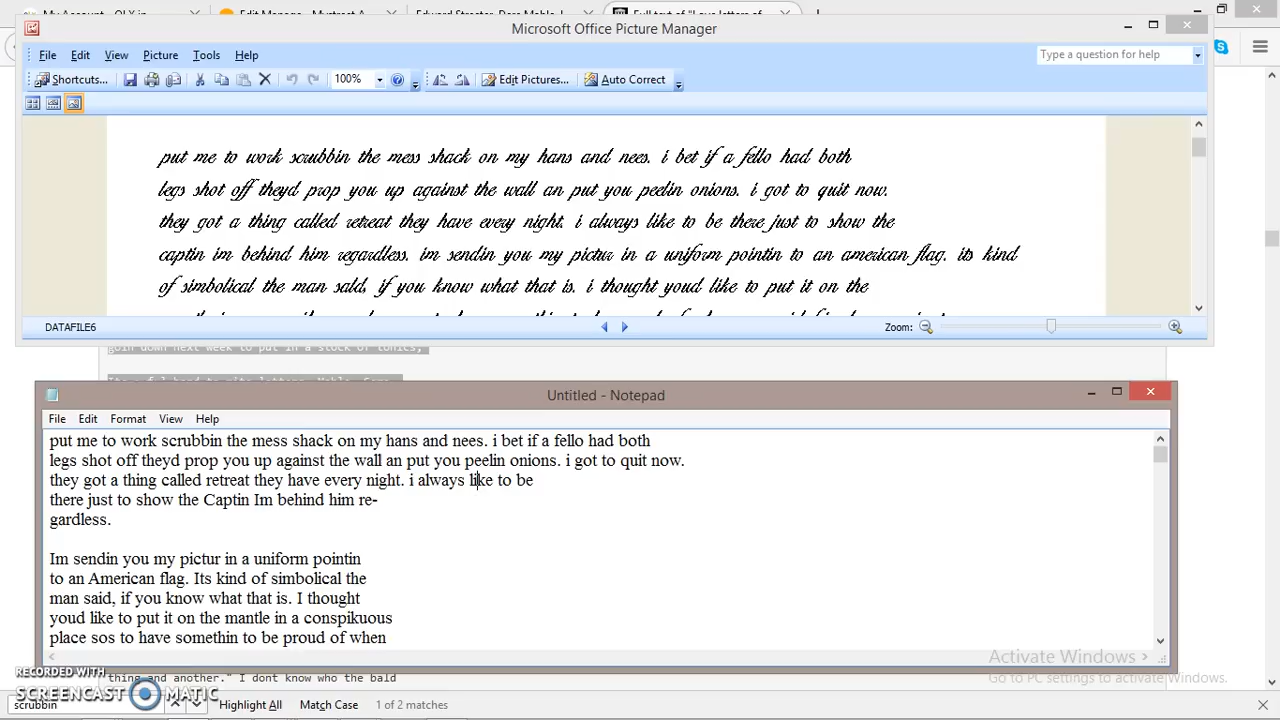 Microsoft Office Picture Manager
File Edit View Picture Tools Help
Type a question for help
Shortcuts... 100% Edit Pictures... Auto Correct
put me to work scrubbin the mess shack on my hans and nees. i bet if a fello had both
legs shot off theyd prop you up against the wall an put you peelin onions. i got to quit now.
they got a thing called retreat they have every night. i always like to be there just to show the
captin im behind him regardless. im sendin you my pictur in a uniform pointin to an american flag. its kind
of simbolical the man said, if you know what that is. i thought youd like to put it on the
DATAFILE6 Zoom:
goin down next week to put in a stock of tonics,
Untitled - Notepad
File Edit Format View Help
put me to work scrubbin the mess shack on my hans and nees. i bet if a fello had both
legs shot off theyd prop you up against the wall an put you peelin onions. i got to quit now.
they got a thing called retreat they have every night. i always like to be
there just to show the Captin Im behind him re-
gardless.
Im sendin you my pictur in a uniform pointin
to an American flag. Its kind of simbolical the
man said, if you know what that is. I thought
youd like to put it on the mantle in a conspikuous
place sos to have somethin to be proud of when
Activate Windows
Go to PC settings to activate Windows.
RECORDED WITH
SCREENCAST MATIC
thing and another." I dont know who the bald
scrubbin Highlight All Match Case 1 of 2 matches